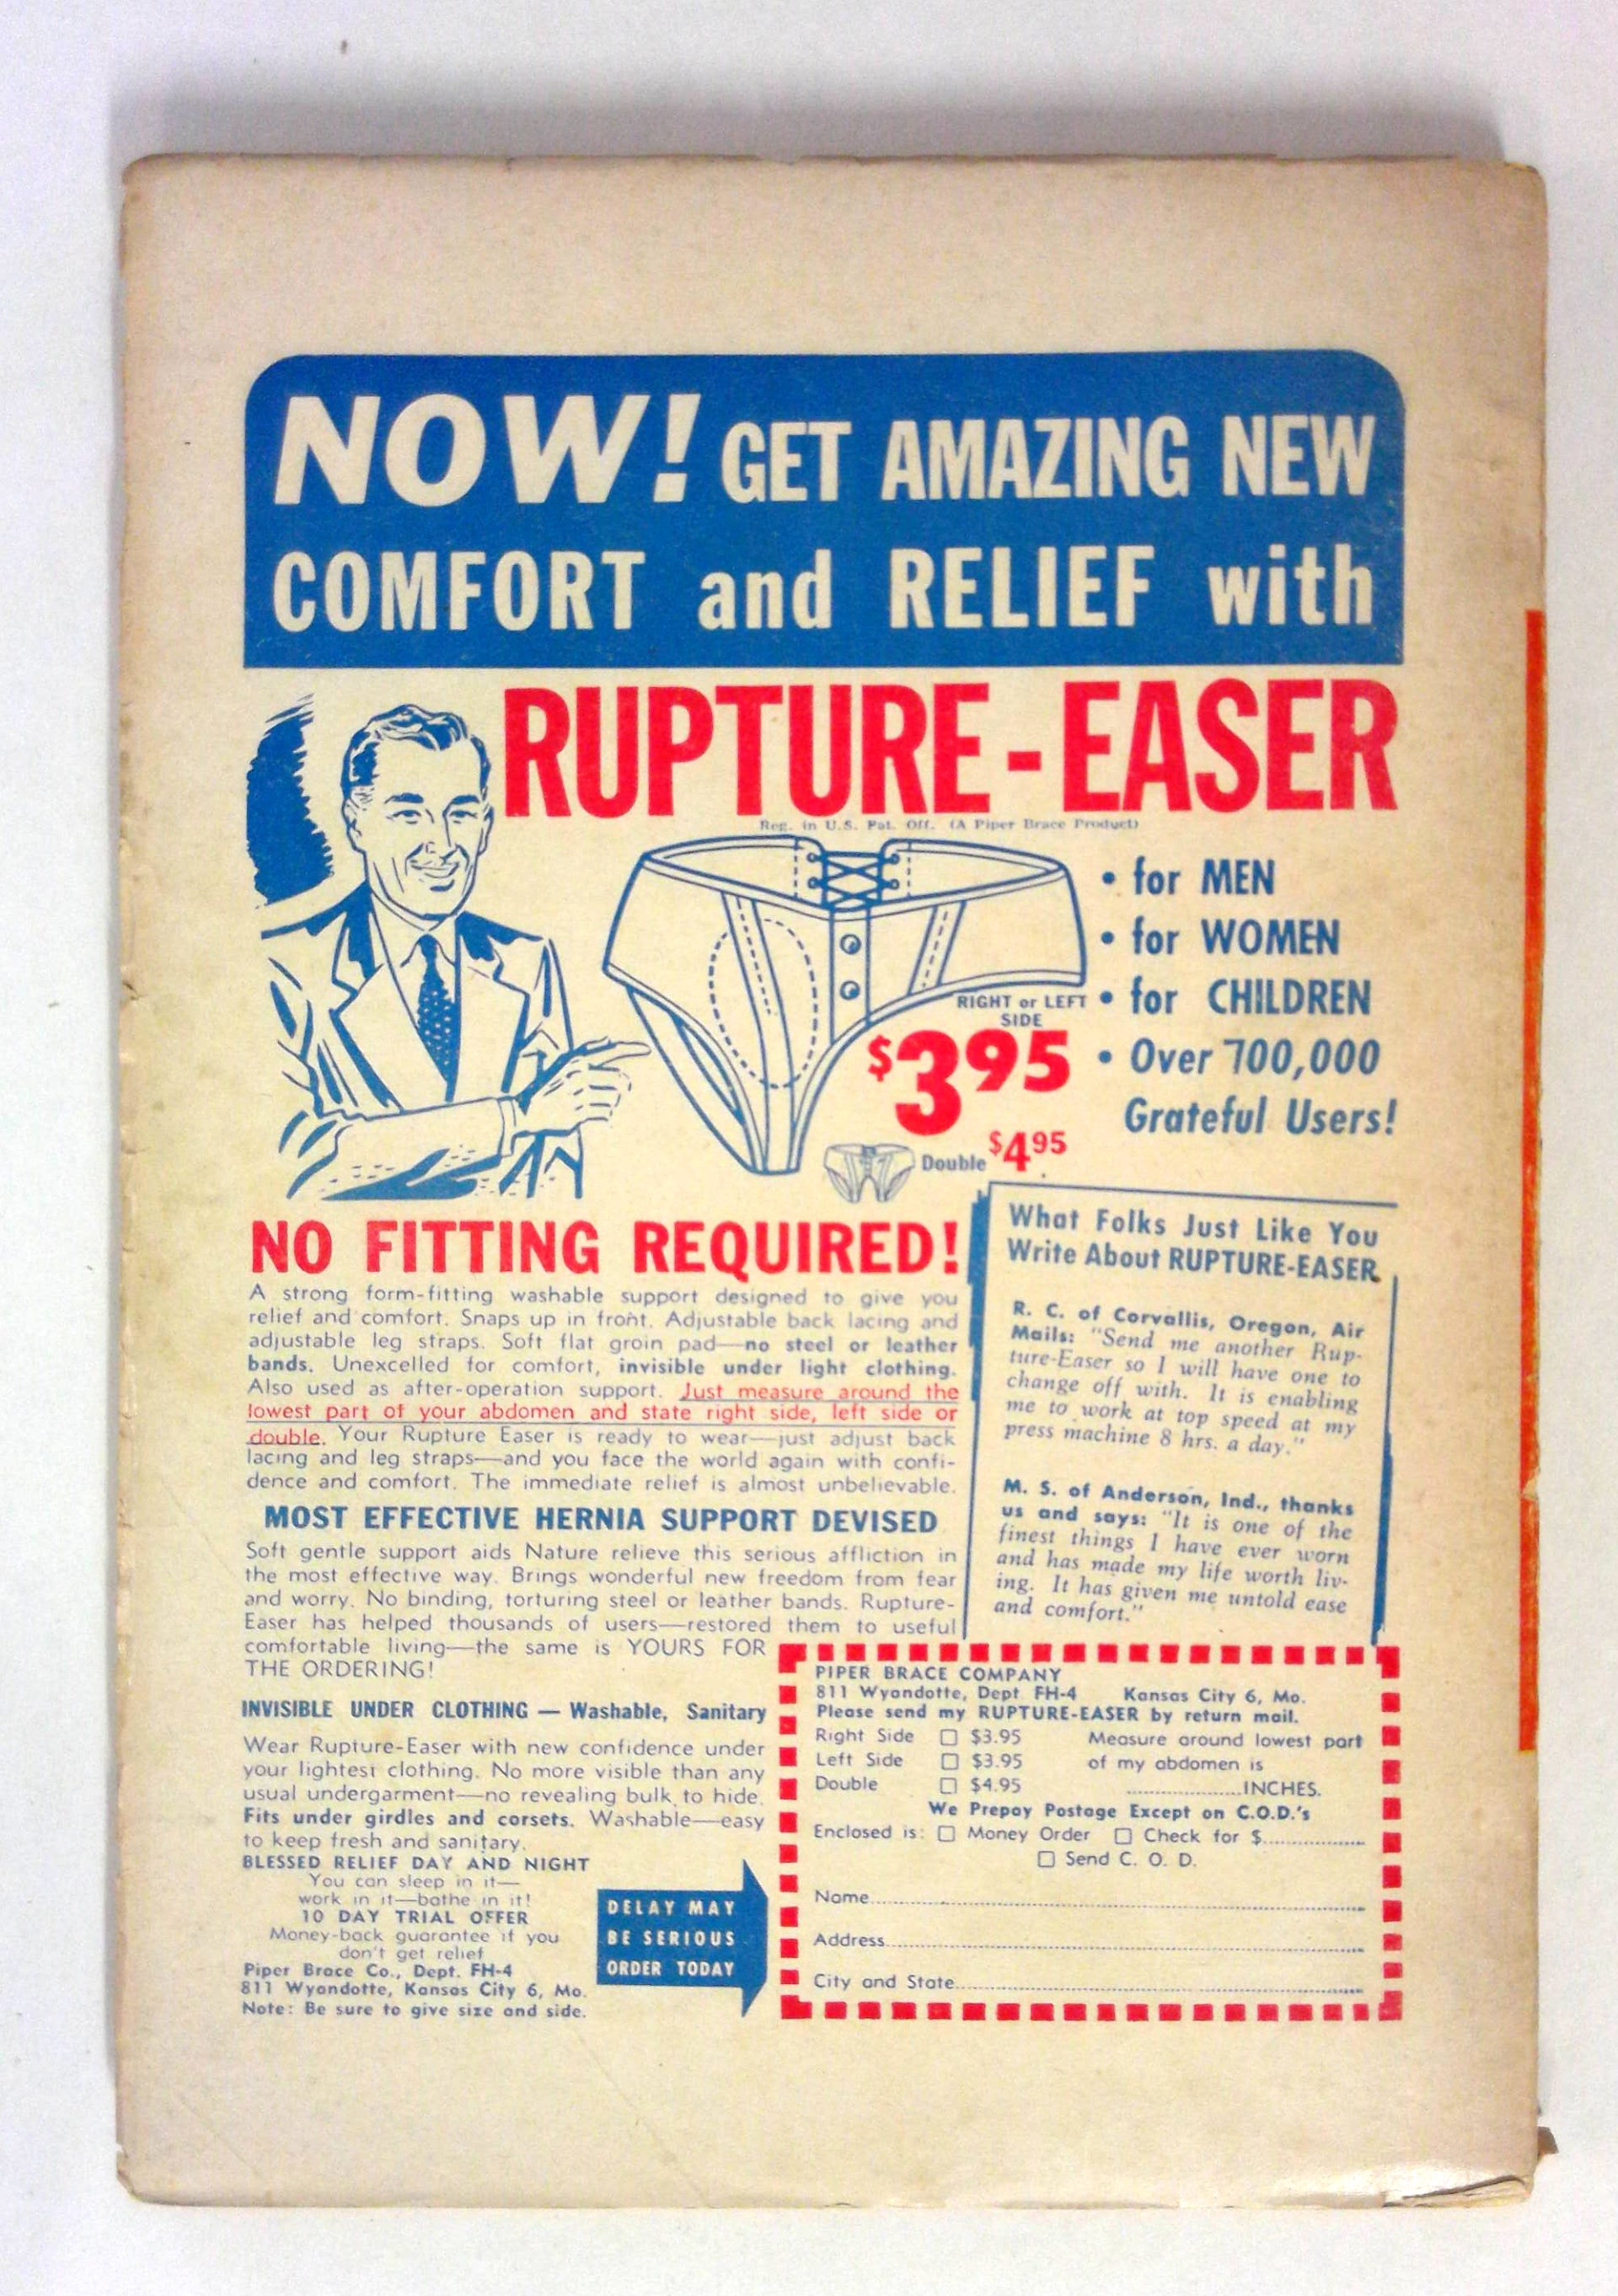 NOW! GET AMAZING NEW
COMFORT and RELIEF with
RUPTURE-EASER
Reg. in U.S. Pat. Off. (A Piper Brace Product)
• for MEN
• for WOMEN
• for CHILDREN
• Over 700,000
Grateful Users!
RIGHT or LEFT
SIDE
$3.95
Double $4.95
NO FITTING REQUIRED!
A strong form-fitting washable support designed to give you
relief and comfort. Snaps up in front. Adjustable back lacing and
adjustable leg straps. Soft flat groin pad—no steel or leather
bands. Unexcelled for comfort, invisible under light clothing.
Also used as after-operation support. Just measure around the
lowest part of your abdomen and state right side, left side or
double. Your Rupture Easer is ready to wear—just adjust back
lacing and leg straps—and you face the world again with confi-
dence and comfort. The immediate relief is almost unbelievable.
MOST EFFECTIVE HERNIA SUPPORT DEVISED
Soft gentle support aids Nature relieve this serious affliction in
the most effective way. Brings wonderful new freedom from fear
and worry. No binding, torturing steel or leather bands. Rupture-
Easer has helped thousands of users—restored them to useful
comfortable living—the same is YOURS FOR
THE ORDERING!
INVISIBLE UNDER CLOTHING — Washable, Sanitary
Wear Rupture-Easer with new confidence under
your lightest clothing. No more visible than any
usual undergarment—no revealing bulk to hide.
Fits under girdles and corsets. Washable—easy
to keep fresh and sanitary.
BLESSED RELIEF DAY AND NIGHT
You can sleep in it—
work in it—bathe in it!
10 DAY TRIAL OFFER
Money-back guarantee if you
don't get relief
Piper Brace Co., Dept. FH-4
811 Wyandotte, Kansas City 6, Mo.
Note: Be sure to give size and side.
DELAY MAY
BE SERIOUS
ORDER TODAY
What Folks Just Like You
Write About RUPTURE-EASER
R. C. of Corvallis, Oregon, Air
Mails: "Send me another Rup-
ture-Easer so I will have one to
change off with. It is enabling
me to work at top speed at my
press machine 8 hrs. a day."
M. S. of Anderson, Ind., thanks
us and says: "It is one of the
finest things I have ever worn
and has made my life worth liv-
ing. It has given me untold ease
and comfort."
PIPER BRACE COMPANY
811 Wyandotte, Dept. FH-4 Kansas City 6, Mo.
Please send my RUPTURE-EASER by return mail.
Right Side ☐ $3.95 Measure around lowest part
Left Side ☐ $3.95 of my abdomen is
Double ☐ $4.95 ....................INCHES.
We Prepay Postage Except on C.O.D.'s
Enclosed is: ☐ Money Order ☐ Check for $..................
☐ Send C. O. D.
Name..........................................................
Address..........................................................
City and State..........................................................